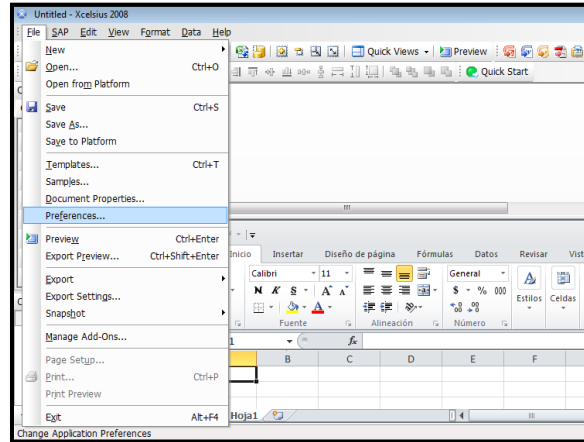 Untitled - Xcelsius 2008
File SAP Edit View Format Data Help
Quick Views Preview
Quick Start
New
Open... Ctrl+O
Open from Platform
Save Ctrl+S
Save As...
Save to Platform
Templates... Ctrl+T
Samples...
Document Properties...
Preferences...
Preview Ctrl+Enter
Export Preview... Ctrl+Shift+Enter
Export
Export Settings...
Snapshot
Manage Add-Ons...
Page Setup...
Print... Ctrl+P
Print Preview
Exit Alt+F4
Inicio Insertar Diseño de página Fórmulas Datos Revisar Vist
Calibri 11 General
N K S A A $ % 000 Estilos Celdas
Fuente Alineación Número
1 fx
B C D E F
Hoja1
Change Application Preferences